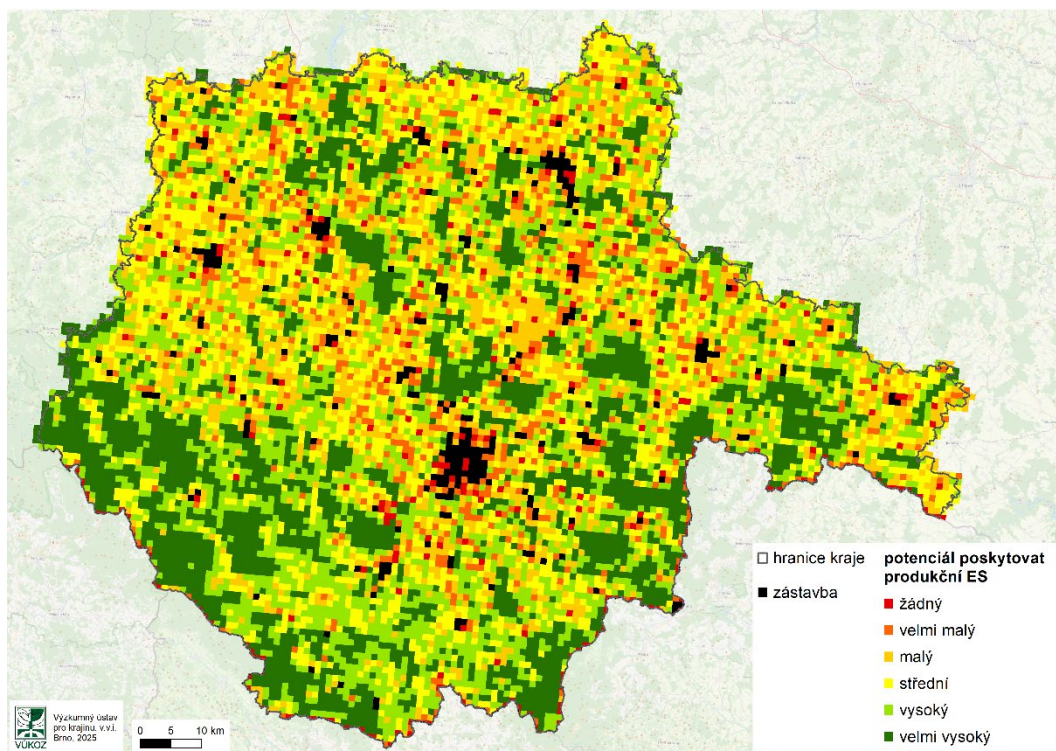 hranice kraje
zástavba
potenciál poskytovat
produkční ES
žádný
velmi malý
malý
střední
vysoký
velmi vysoký
VÚKOZ
Výzkumný ústav
pro krajinu, v.v.i.
Brno, 2025
0 5 10 km